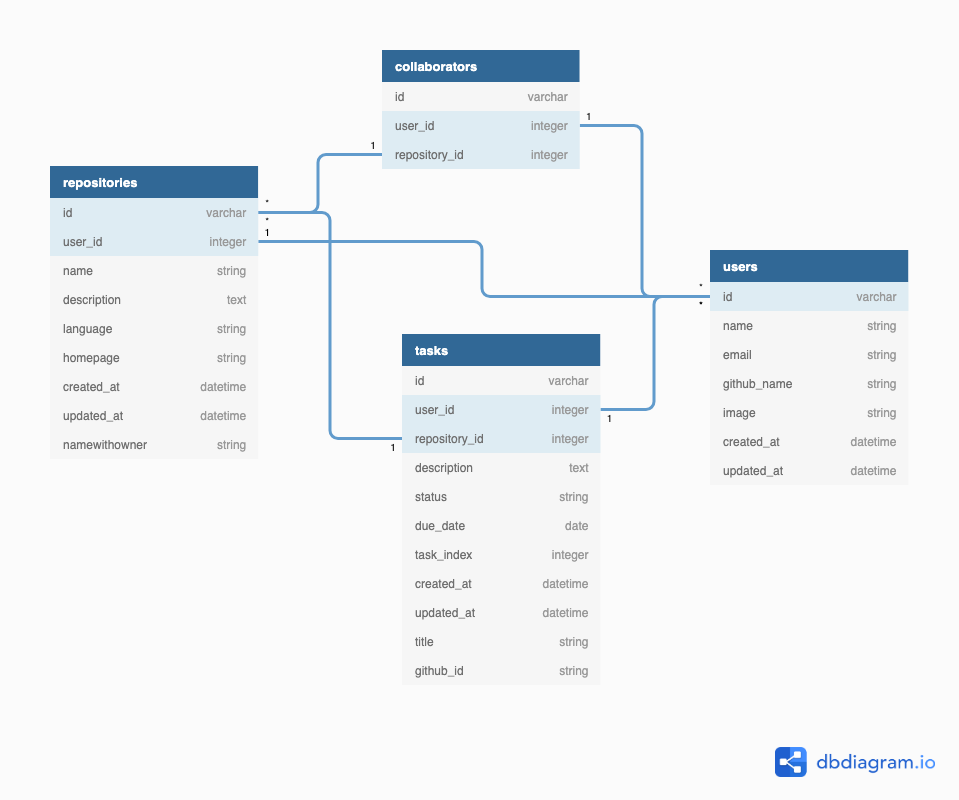 collaborators
id varchar
user_id integer
repository_id integer
1
1
repositories
id varchar
user_id integer
name string
description text
language string
homepage string
created_at datetime
updated_at datetime
namewithowner string
*
*
1
users
id varchar
name string
email string
github_name string
image string
created_at datetime
updated_at datetime
*
*
tasks
id varchar
user_id integer
repository_id integer
description text
status string
due_date date
task_index integer
created_at datetime
updated_at datetime
title string
github_id string
1
1
dbdiagram.io